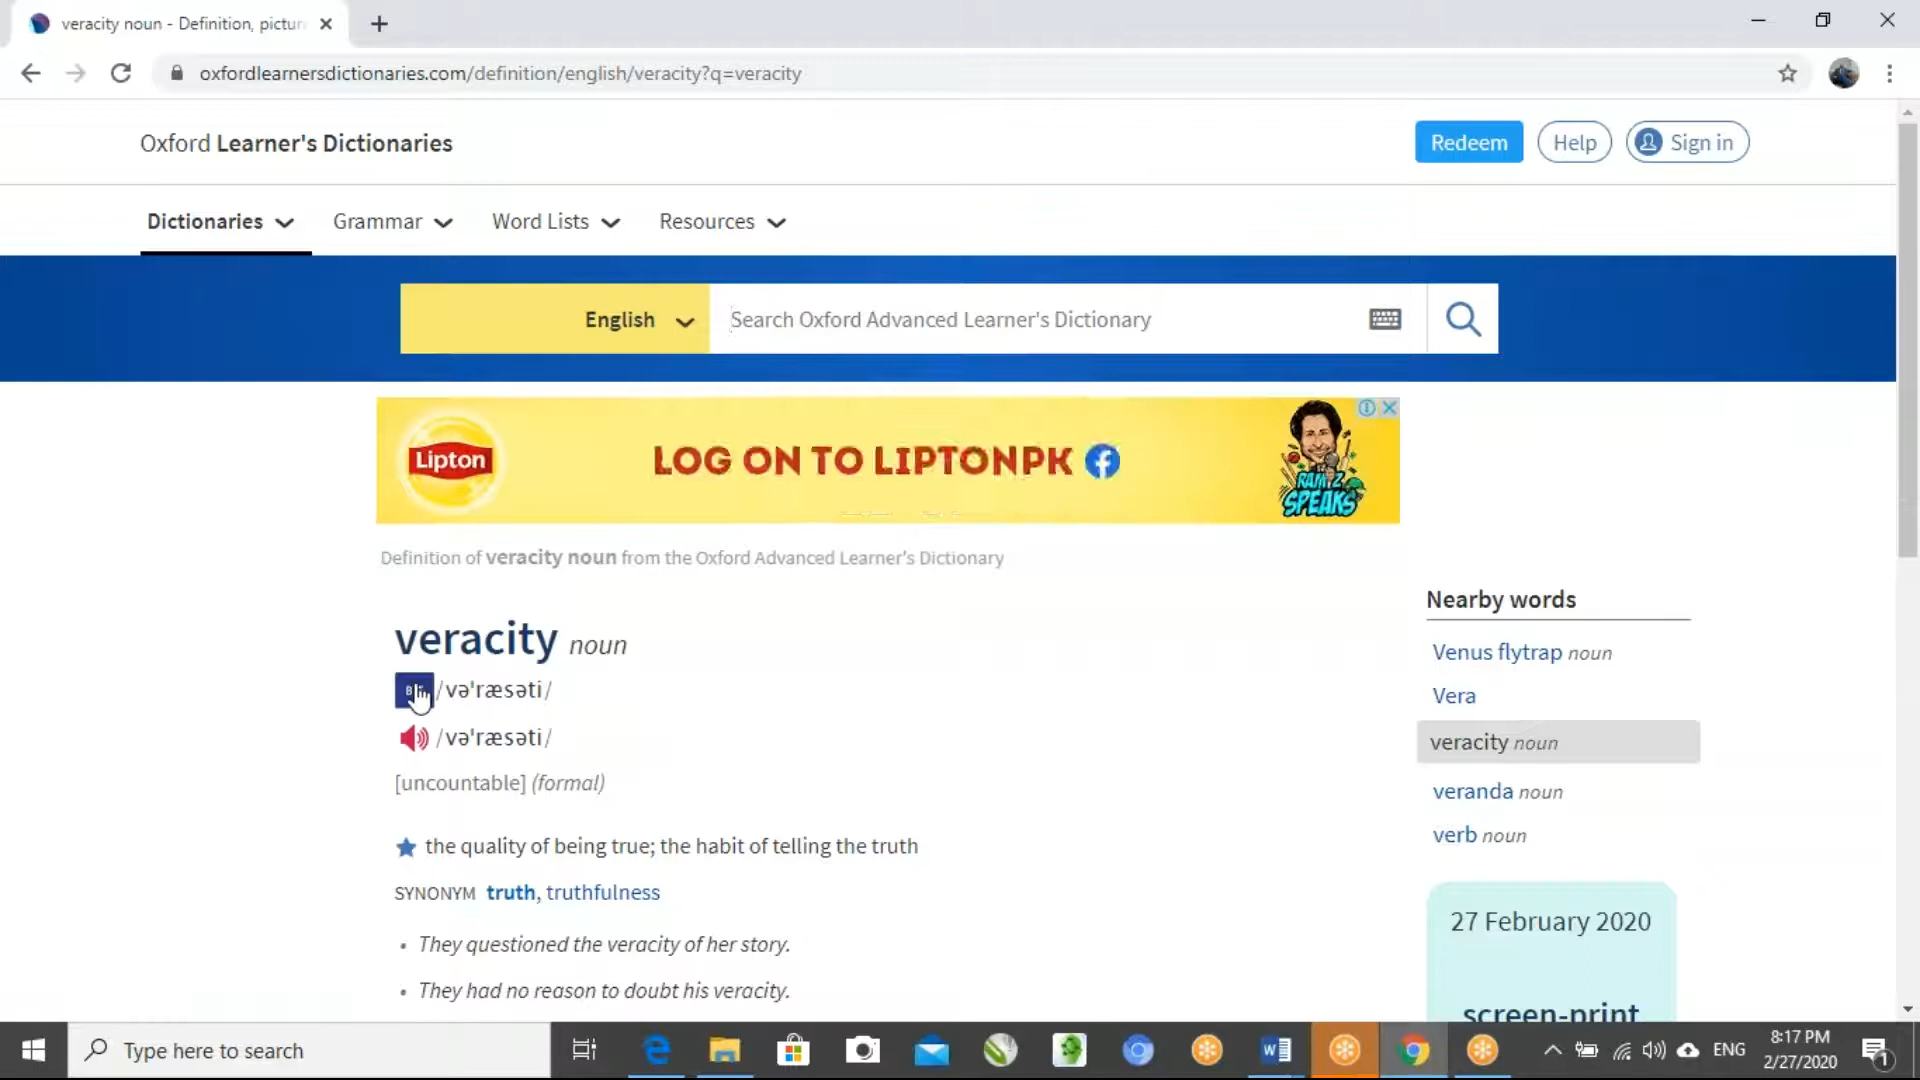 veracity noun - Definition, pictur
oxfordlearnersdictionaries.com/definition/english/veracity?q=veracity
Oxford Learner's Dictionaries
Redeem
Help
Sign in
Dictionaries
Grammar
Word Lists
Resources
English
Search Oxford Advanced Learner's Dictionary
Lipton
LOG ON TO LIPTONPK
SPEAKS
Definition of veracity noun from the Oxford Advanced Learner's Dictionary
veracity noun
/vəˈræsəti/
/vəˈræsəti/
[uncountable] (formal)
the quality of being true; the habit of telling the truth
SYNONYM truth, truthfulness
• They questioned the veracity of her story.
• They had no reason to doubt his veracity.
Nearby words
Venus flytrap noun
Vera
veracity noun
veranda noun
verb noun
27 February 2020
screen-print
Type here to search
ENG
8:17 PM
2/27/2020
1